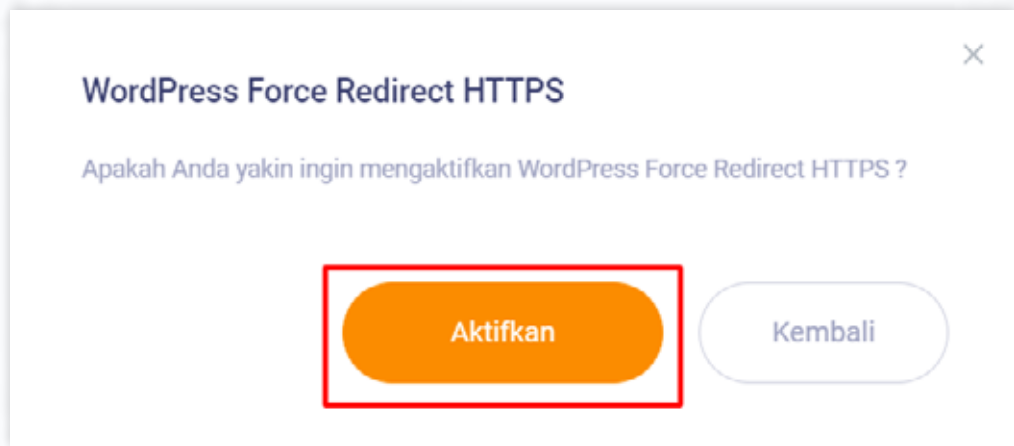 WordPress Force Redirect HTTPS
Apakah Anda yakin ingin mengaktifkan WordPress Force Redirect HTTPS ?
Aktifkan
Kembali